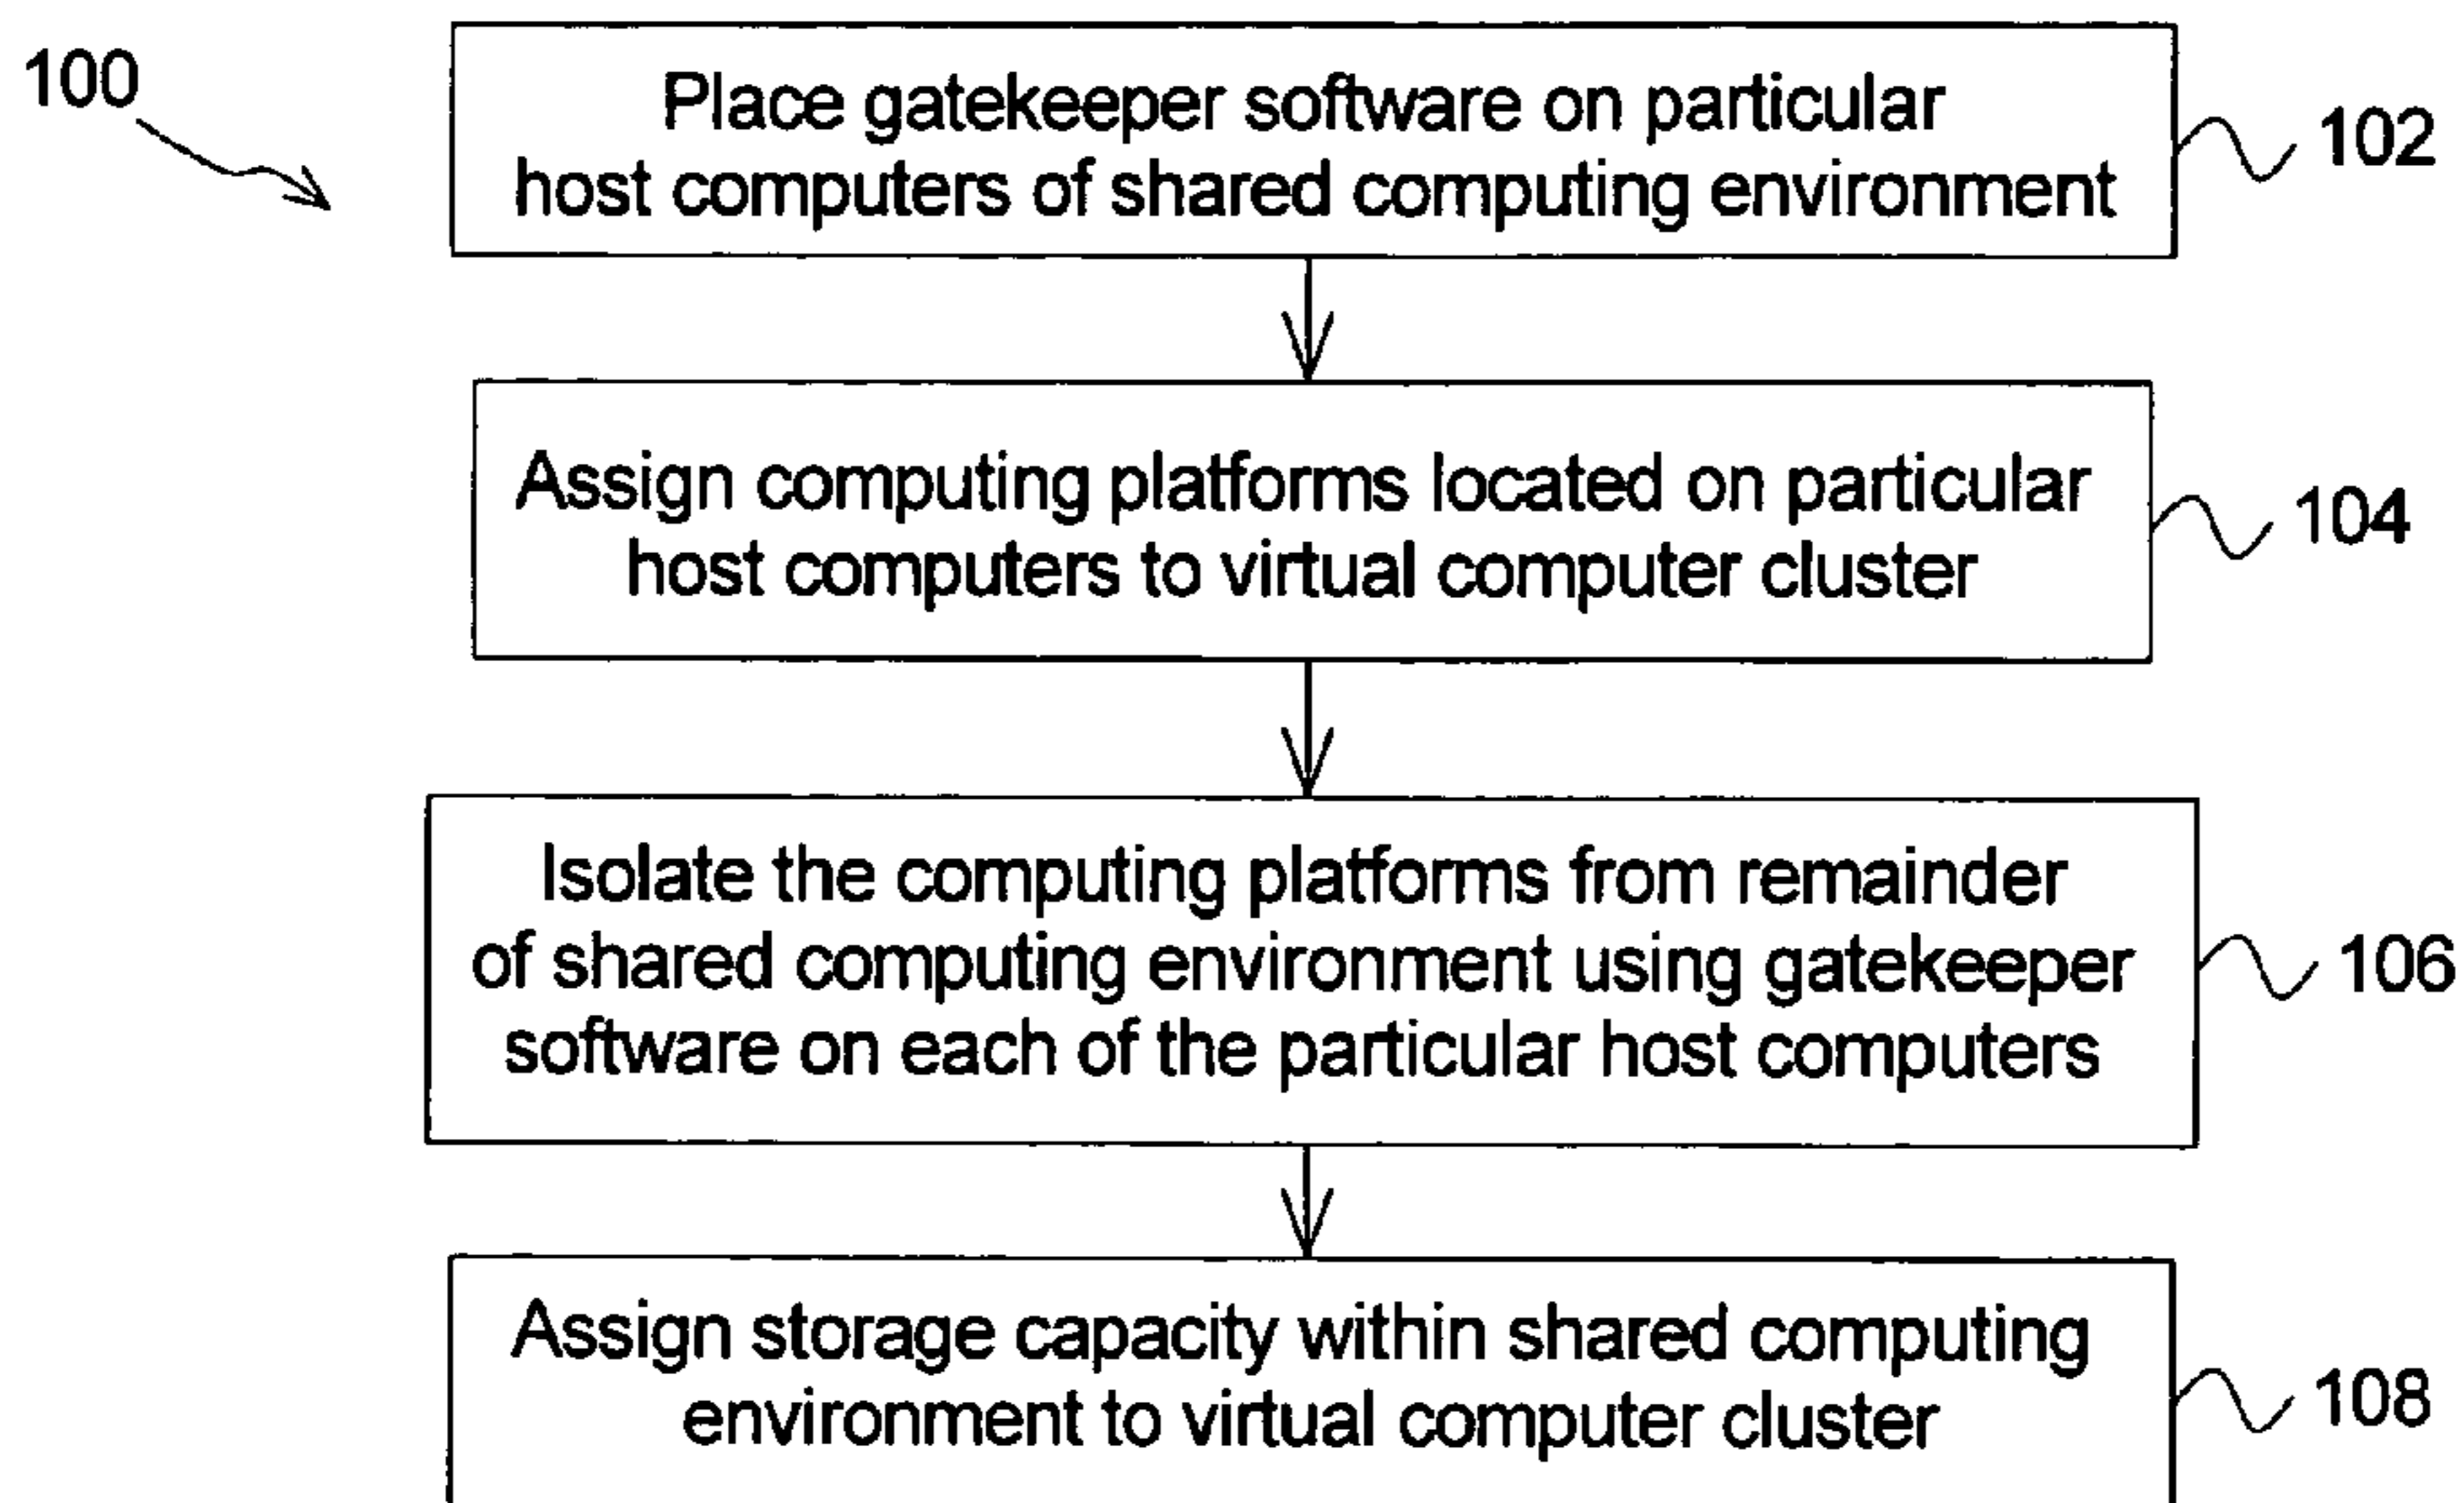 100
Place gatekeeper software on particular
host computers of shared computing environment
102
Assign computing platforms located on particular
host computers to virtual computer cluster
104
Isolate the computing platforms from remainder
of shared computing environment using gatekeeper
software on each of the particular host computers
106
Assign storage capacity within shared computing
environment to virtual computer cluster
108